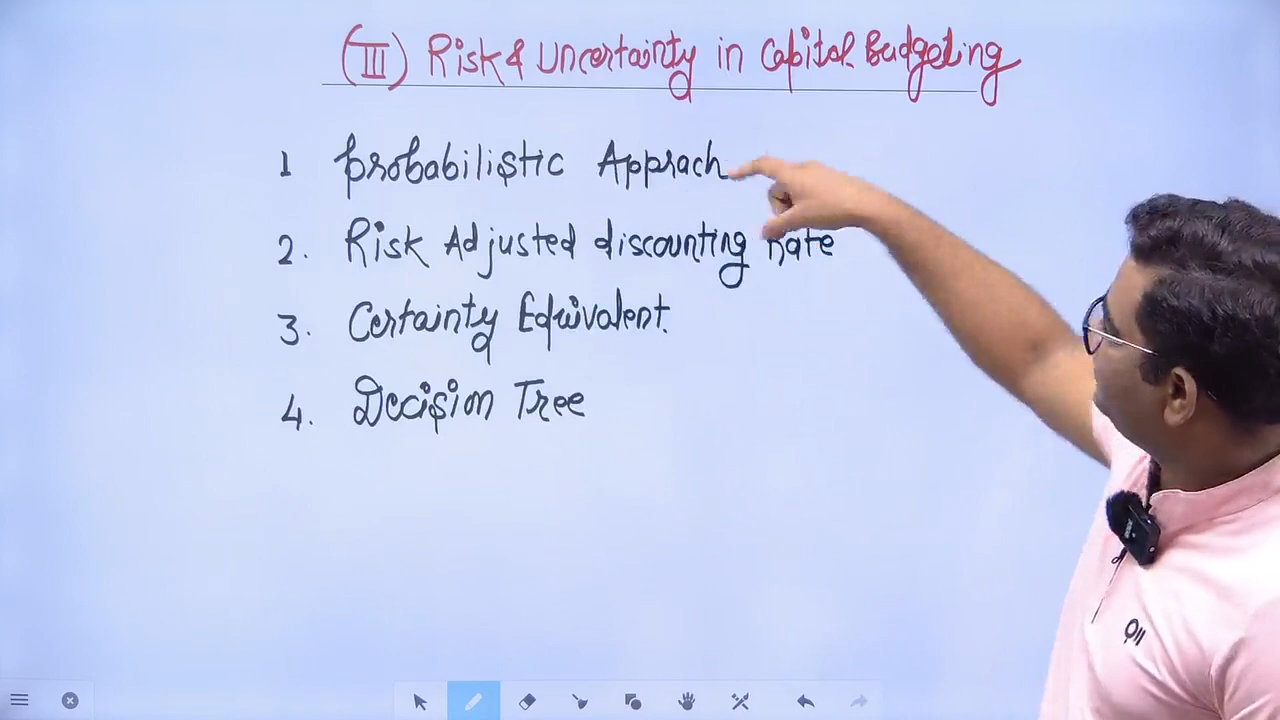 (III) Risk & Uncertainty in Capital Budgeting
1 Probabilistic Apprach
2. Risk Adjusted discounting rate
3. Certainty Equivalent.
4. Decision Tree